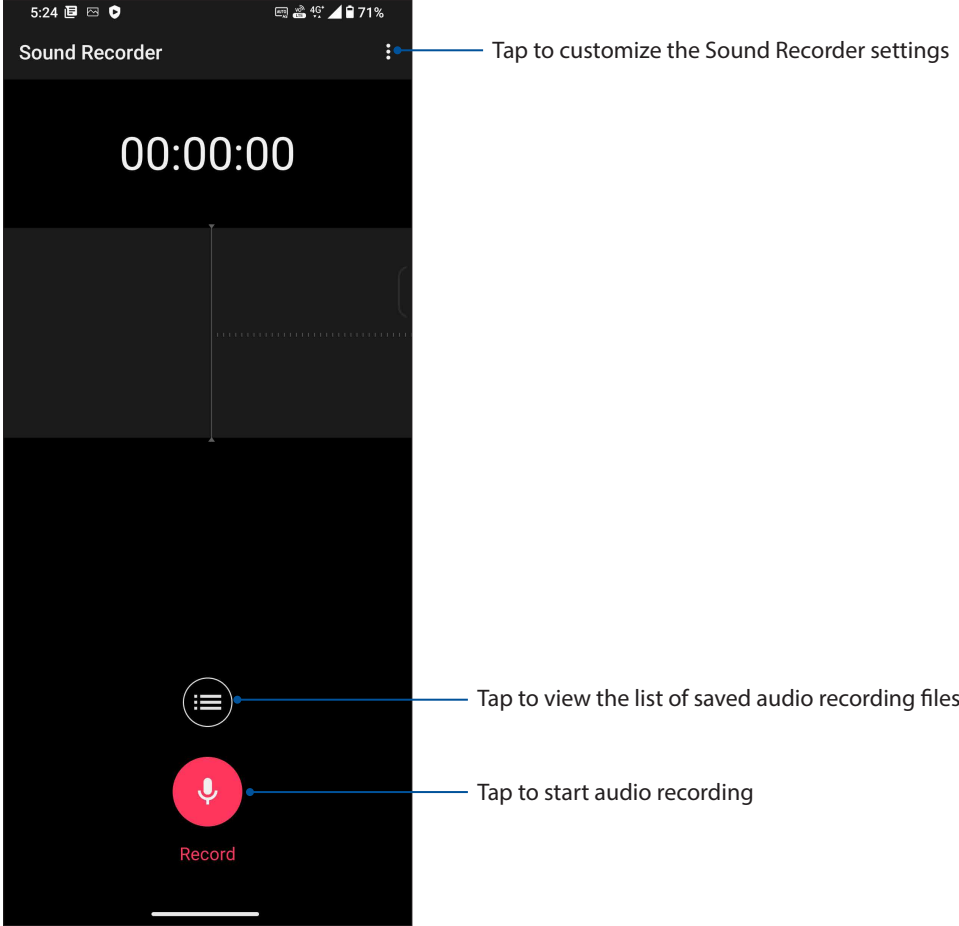 5:24 4G+ 71%
Sound Recorder
Tap to customize the Sound Recorder settings
00:00:00
Tap to view the list of saved audio recording files
Tap to start audio recording
Record